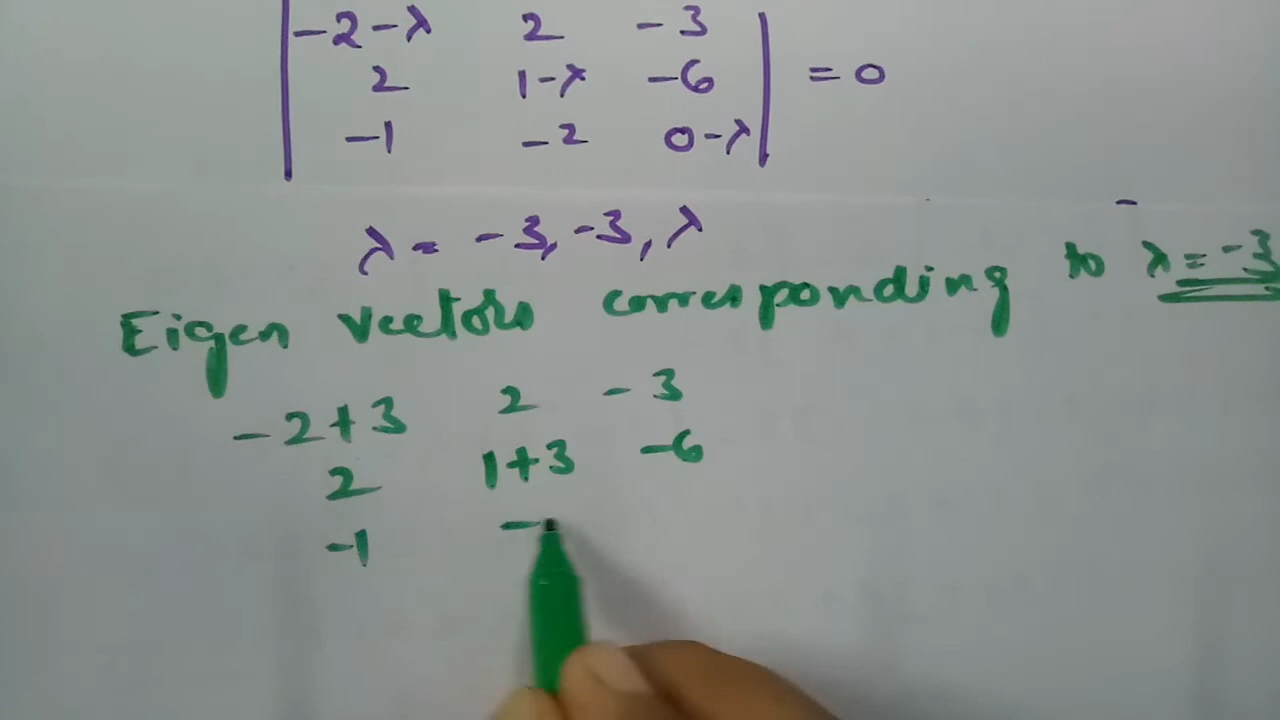 -2-λ 2 -3
2 1-λ -6 = 0
-1 -2 0-λ
λ = -3, -3, λ
Eigen vectors corresponding to λ = -3
-2+3 2 -3
2 1+3 -6
-1 -